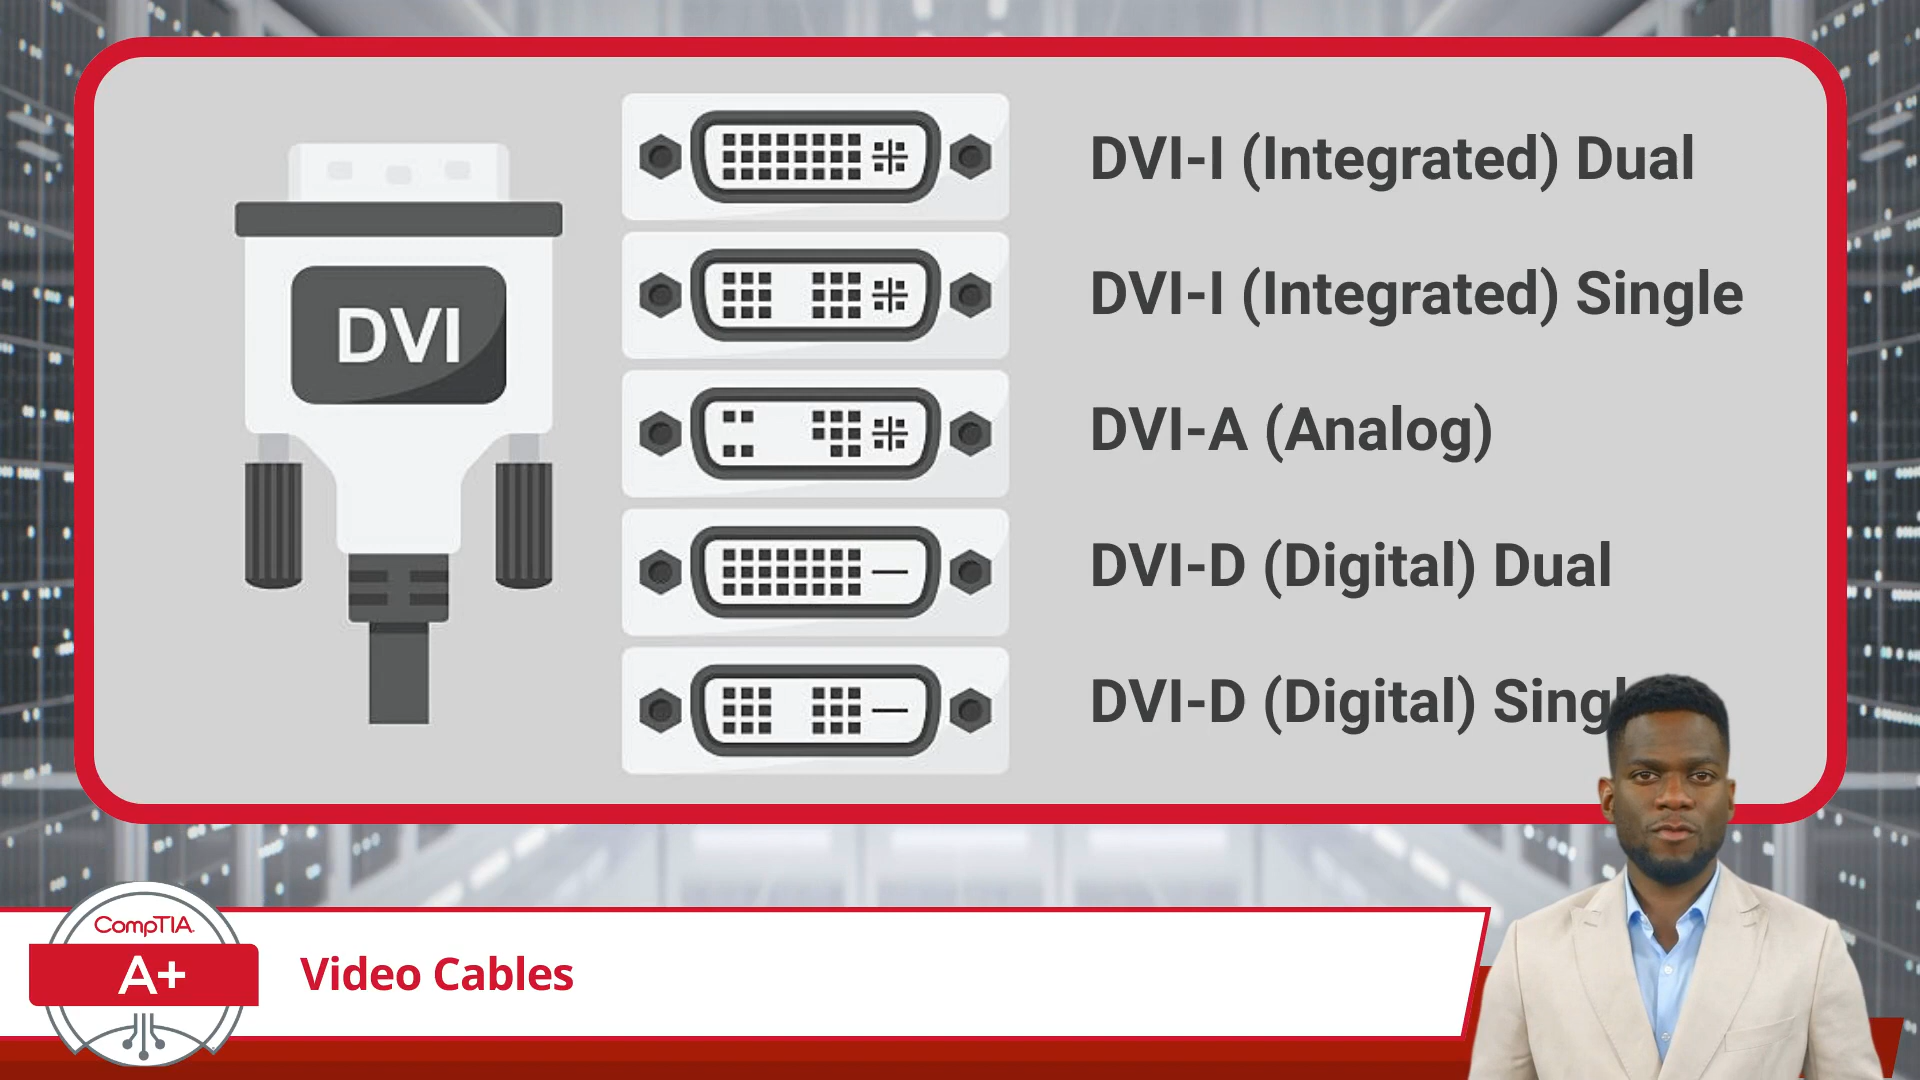 DVI
DVI-I (Integrated) Dual
DVI-I (Integrated) Single
DVI-A (Analog)
DVI-D (Digital) Dual
DVI-D (Digital)
CompTIA
A+
Video Cables